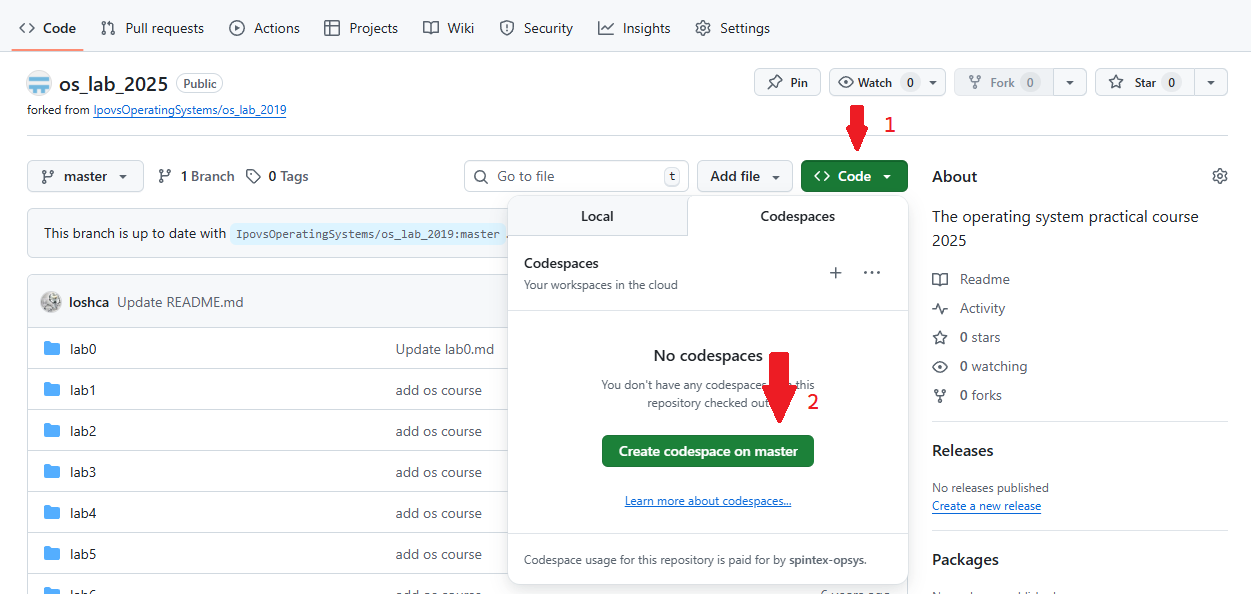 Code Pull requests Actions Projects Wiki Security Insights Settings
os_lab_2025 Public
Pin Watch 0 Fork 0 Star 0
forked from IpovsOperatingSystems/os_lab_2019
1
master 1 Branch 0 Tags
Go to file t Add file Code
About
The operating system practical course
2025
Readme
Activity
0 stars
0 watching
0 forks
Releases
No releases published
Create a new release
Packages
This branch is up to date with IpovsOperatingSystems/os_lab_2019:master .
loshca Update README.md
lab0 Update lab0.md
lab1 add os course
lab2 add os course
lab3 add os course
lab4 add os course
lab5 add os course
Local Codespaces
Codespaces
Your workspaces in the cloud
No codespaces
You don't have any codespaces this
repository checked out
2
Create codespace on master
Learn more about codespaces...
Codespace usage for this repository is paid for by spintex-opsys.